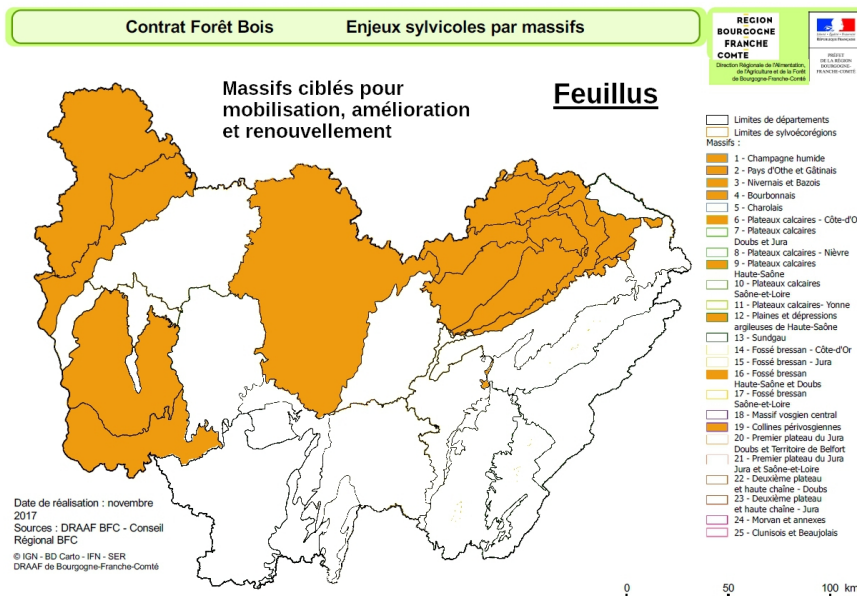 Contrat Forêt Bois Enjeux sylvicoles par massifs
REGION
BOURGOGNE
FRANCHE
COMTE
RÉPUBLIQUE FRANÇAISE
PRÉFET
DE LA RÉGION
BOURGOGNE-
FRANCHE-COMTÉ
Direction Régionale de l'Alimentation,
de l'Agriculture et de la Forêt
de Bourgogne-Franche-Comté
Massifs ciblés pour
mobilisation, amélioration
et renouvellement
Feuillus
Limites de départements
Limites de sylvoécorégions
Massifs :
1 - Champagne humide
2 - Pays d'Othe et Gâtinais
3 - Nivernais et Bazois
4 - Bourbonnais
5 - Charolais
6 - Plateaux calcaires - Côte-d'O
7 - Plateaux calcaires
Doubs et Jura
8 - Plateaux calcaires - Nièvre
9 - Plateaux calcaires
Haute-Saône
10 - Plateaux calcaires
Saône-et-Loire
11 - Plateaux calcaires- Yonne
12 - Plaines et dépressions
argileuses de Haute-Saône
13 - Sundgau
14 - Fossé bressan - Côte-d'Or
15 - Fossé bressan - Jura
16 - Fossé bressan
Haute-Saône et Doubs
17 - Fossé bressan
Saône-et-Loire
18 - Massif vosgien central
19 - Collines périvosgiennes
20 - Premier plateau du Jura
Doubs et Territoire de Belfort
21 - Premier plateau du Jura
Jura et Saône-et-Loire
22 - Deuxième plateau
et haute chaîne - Doubs
23 - Deuxième plateau
et haute chaîne - Jura
24 - Morvan et annexes
25 - Clunisois et Beaujolais
Date de réalisation : novembre
2017
Sources : DRAAF BFC - Conseil
Régional BFC
© IGN - BD Carto - IFN - SER
DRAAF de Bourgogne-Franche-Comté
0 50 100 km